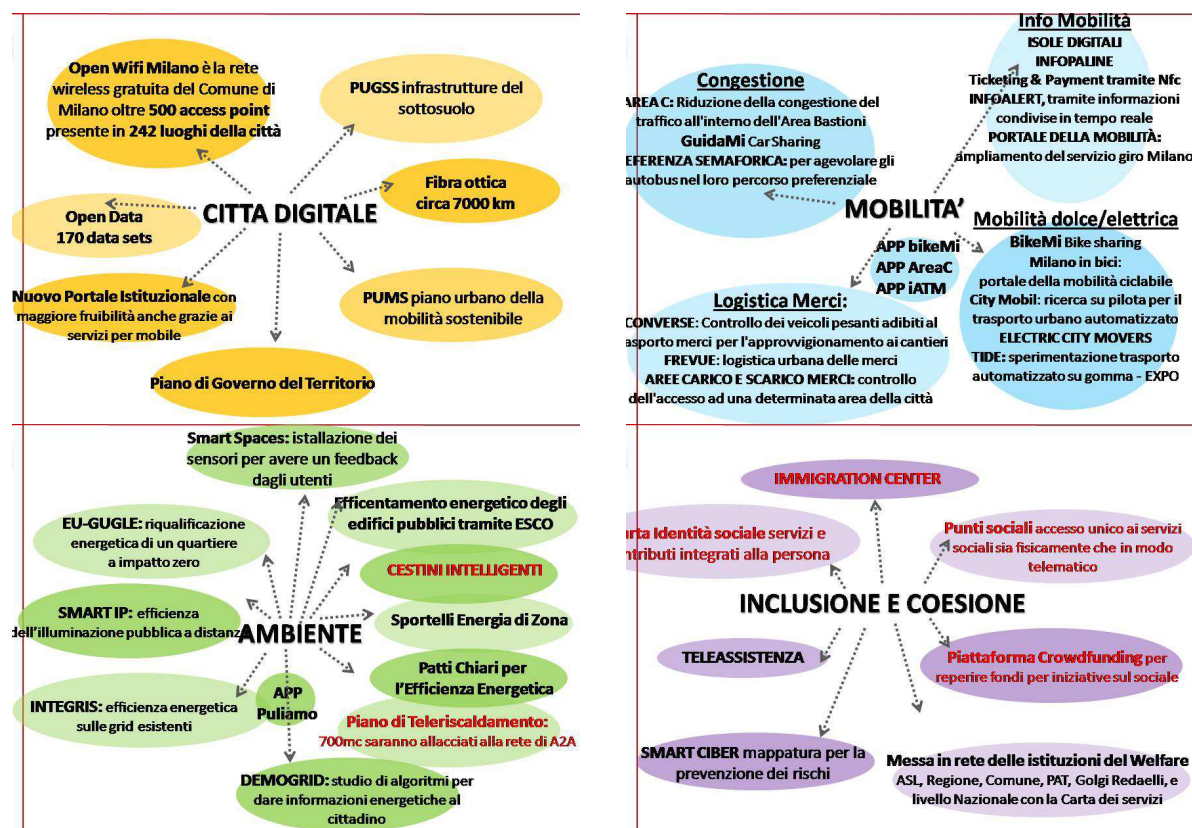 Open Wifi Milano è la rete
wireless gratuita del Comune di
Milano oltre 500 access point
presente in 242 luoghi della città
PUGSS infrastrutture del
sottosuolo
Fibra ottica
circa 7000 km
CITTA DIGITALE
Open Data
170 data sets
Nuovo Portale Istituzionale con
maggiore fruibilità anche grazie ai
servizi per mobile
PUMS piano urbano della
mobilità sostenibile
Piano di Governo del Territorio
Info Mobilità
ISOLE DIGITALI
INFOPALINE
Ticketing & Payment tramite Nfc
INFOALERT, tramite informazioni
condivise in tempo reale
PORTALE DELLA MOBILITÀ:
ampliamento del servizio giro Milano
Congestione
AREA C: Riduzione della congestione del
traffico all'interno dell'Area Bastioni
GuidaMi Car Sharing
EFERENZA SEMAFORICA: per agevolare gli
autobus nel loro percorso preferenziale
MOBILITA'
APP bikeMi
APP AreaC
APP iATM
Mobilità dolce/elettrica
BikeMi Bike sharing
Milano in bici:
portale della mobilità ciclabile
City Mobil: ricerca su pilota per il
trasporto urbano automatizzato
ELECTRIC CITY MOVERS
TIDE: sperimentazione trasporto
automatizzato su gomma - EXPO
Logistica Merci:
CONVERSE: Controllo dei veicoli pesanti adibiti al
asporto merci per l'approvvigionamento ai cantieri
FREVUE: logistica urbana delle merci
AREE CARICO E SCARICO MERCI: controllo
dell'accesso ad una determinata area della città
Smart Spaces: istallazione dei
sensori per avere un feedback
dagli utenti
Efficentamento energetico degli
edifici pubblici tramite ESCO
EU-GUGLE: riqualificazione
energetica di un quartiere
a impatto zero
CESTINI INTELLIGENTI
SMART IP: efficienza
dell'illuminazione pubblica a distanza
AMBIENTE
Sportelli Energia di Zona
Patti Chiari per
l'Efficienza Energetica
INTEGRIS: efficienza energetica
sulle grid esistenti
APP
Puliamo
Piano di Teleriscaldamento:
700mc saranno allacciati alla rete di A2A
DEMOGRID: studio di algoritmi per
dare informazioni energetiche al
cittadino
IMMIGRATION CENTER
rta Identità sociale servizi e
ntributi integrati alla persona
Punti sociali accesso unico ai servizi
sociali sia fisicamente che in modo
telematico
INCLUSIONE E COESIONE
TELEASSISTENZA
Piattaforma Crowdfunding per
reperire fondi per iniziative sul sociale
SMART CIBER mappatura per la
prevenzione dei rischi
Messa in rete delle istituzioni del Welfare
ASL, Regione, Comune, PAT, Golgi Redaelli, e
livello Nazionale con la Carta dei servizi